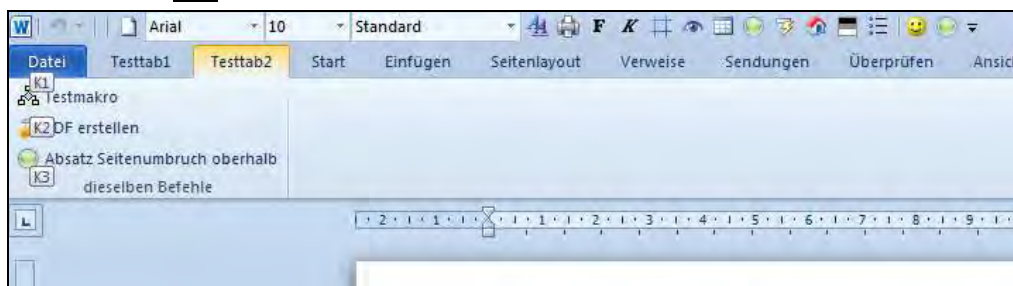 W Arial 10 Standard F K
Datei Testtab1 Testtab2 Start Einfügen Seitenlayout Verweise Sendungen Überprüfen Ansic
K1 Testmakro
K2 DF erstellen
Absatz Seitenumbruch oberhalb
K3 dieselben Befehle
L 2 1 1 1 2 3 4 5 6 7 8 9